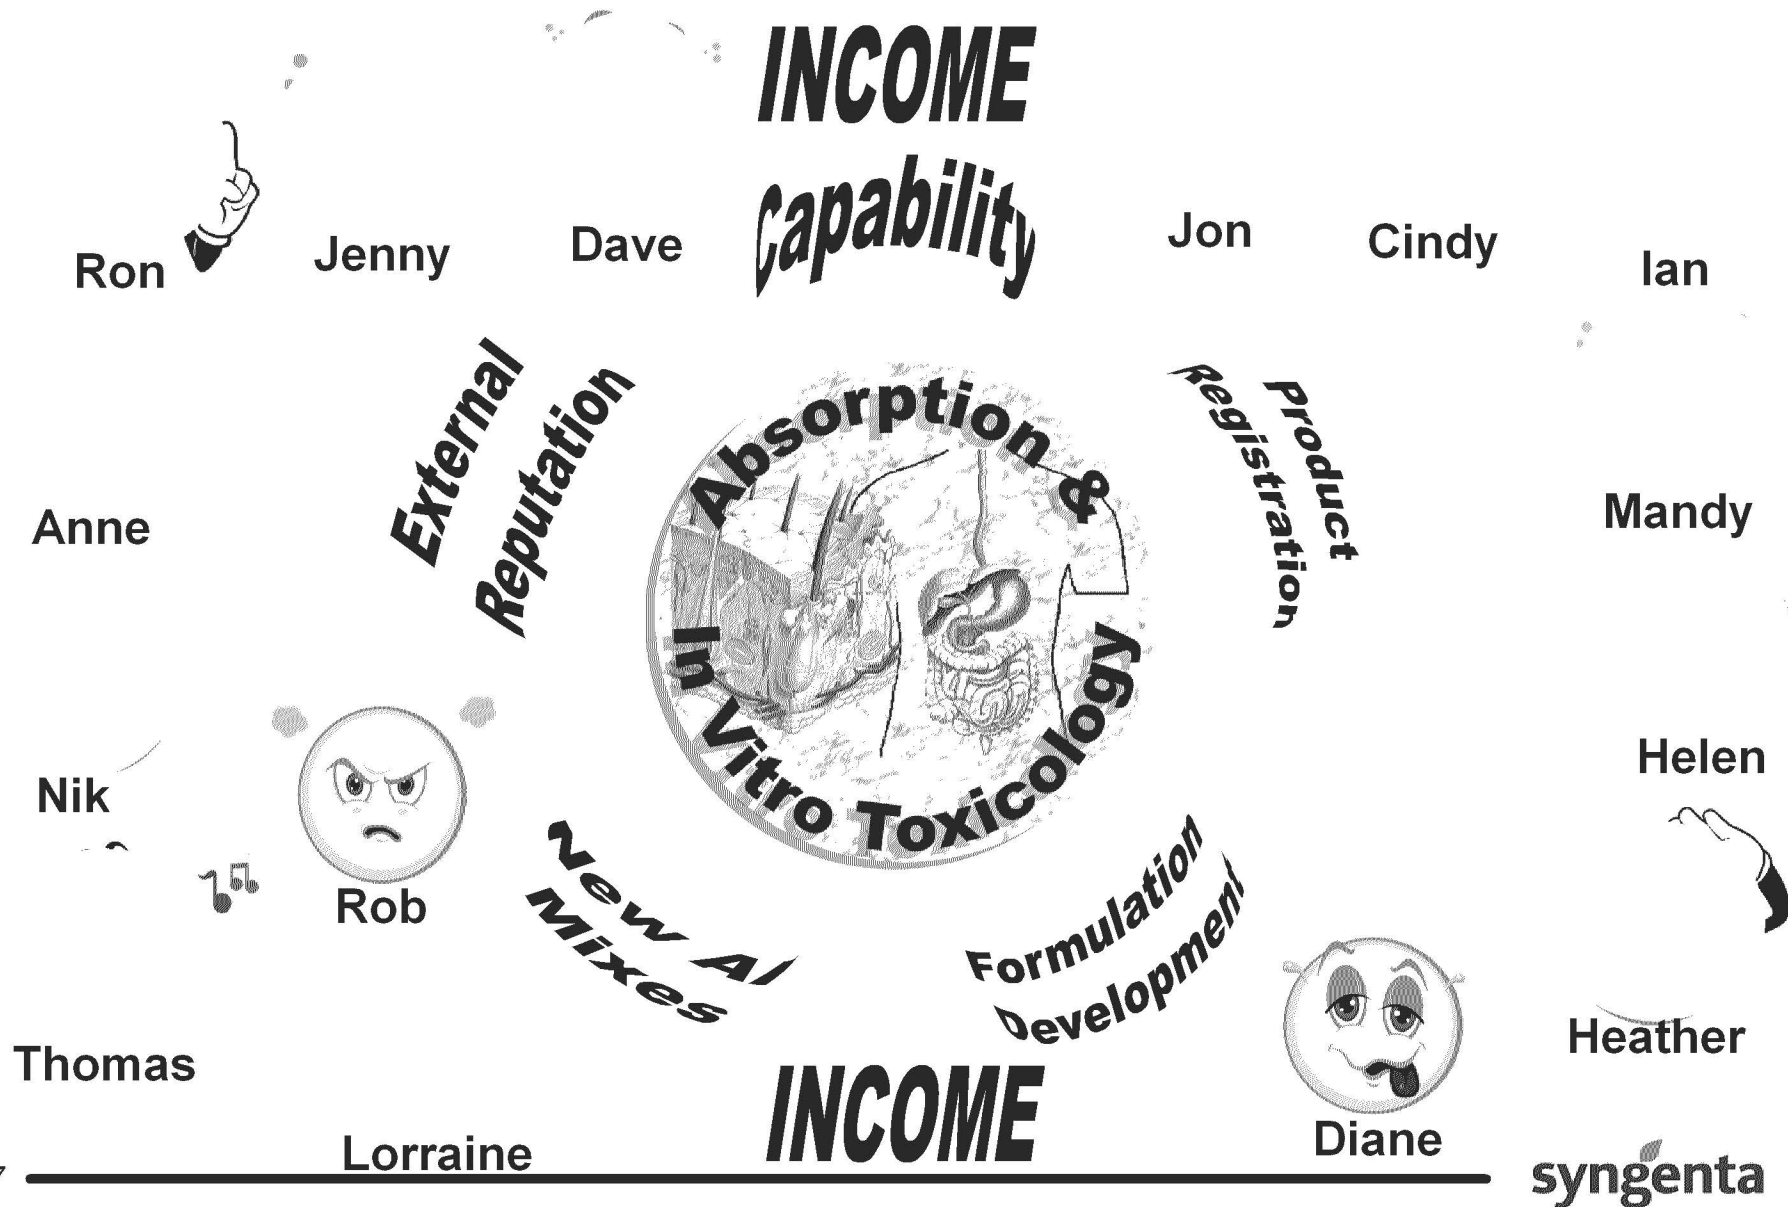 INCOME
Capability
Ron
Jenny
Dave
Jon
Cindy
Ian
External
Reputation
Absorption &
In Vitro Toxicology
Product
Registration
Anne
Mandy
Nik
Helen
Rob
New AI
Mixes
Formulation
Development
Thomas
Heather
INCOME
Lorraine
Diane
syngenta